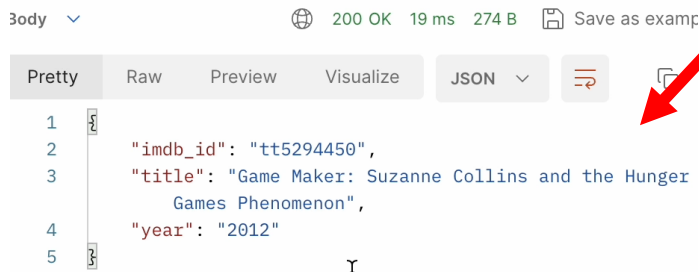 Body 200 OK 19 ms 274 B Save as examp
Pretty Raw Preview Visualize JSON
1 {
2 "imdb_id": "tt5294450",
3 "title": "Game Maker: Suzanne Collins and the Hunger
Games Phenomenon",
4 "year": "2012"
5 }